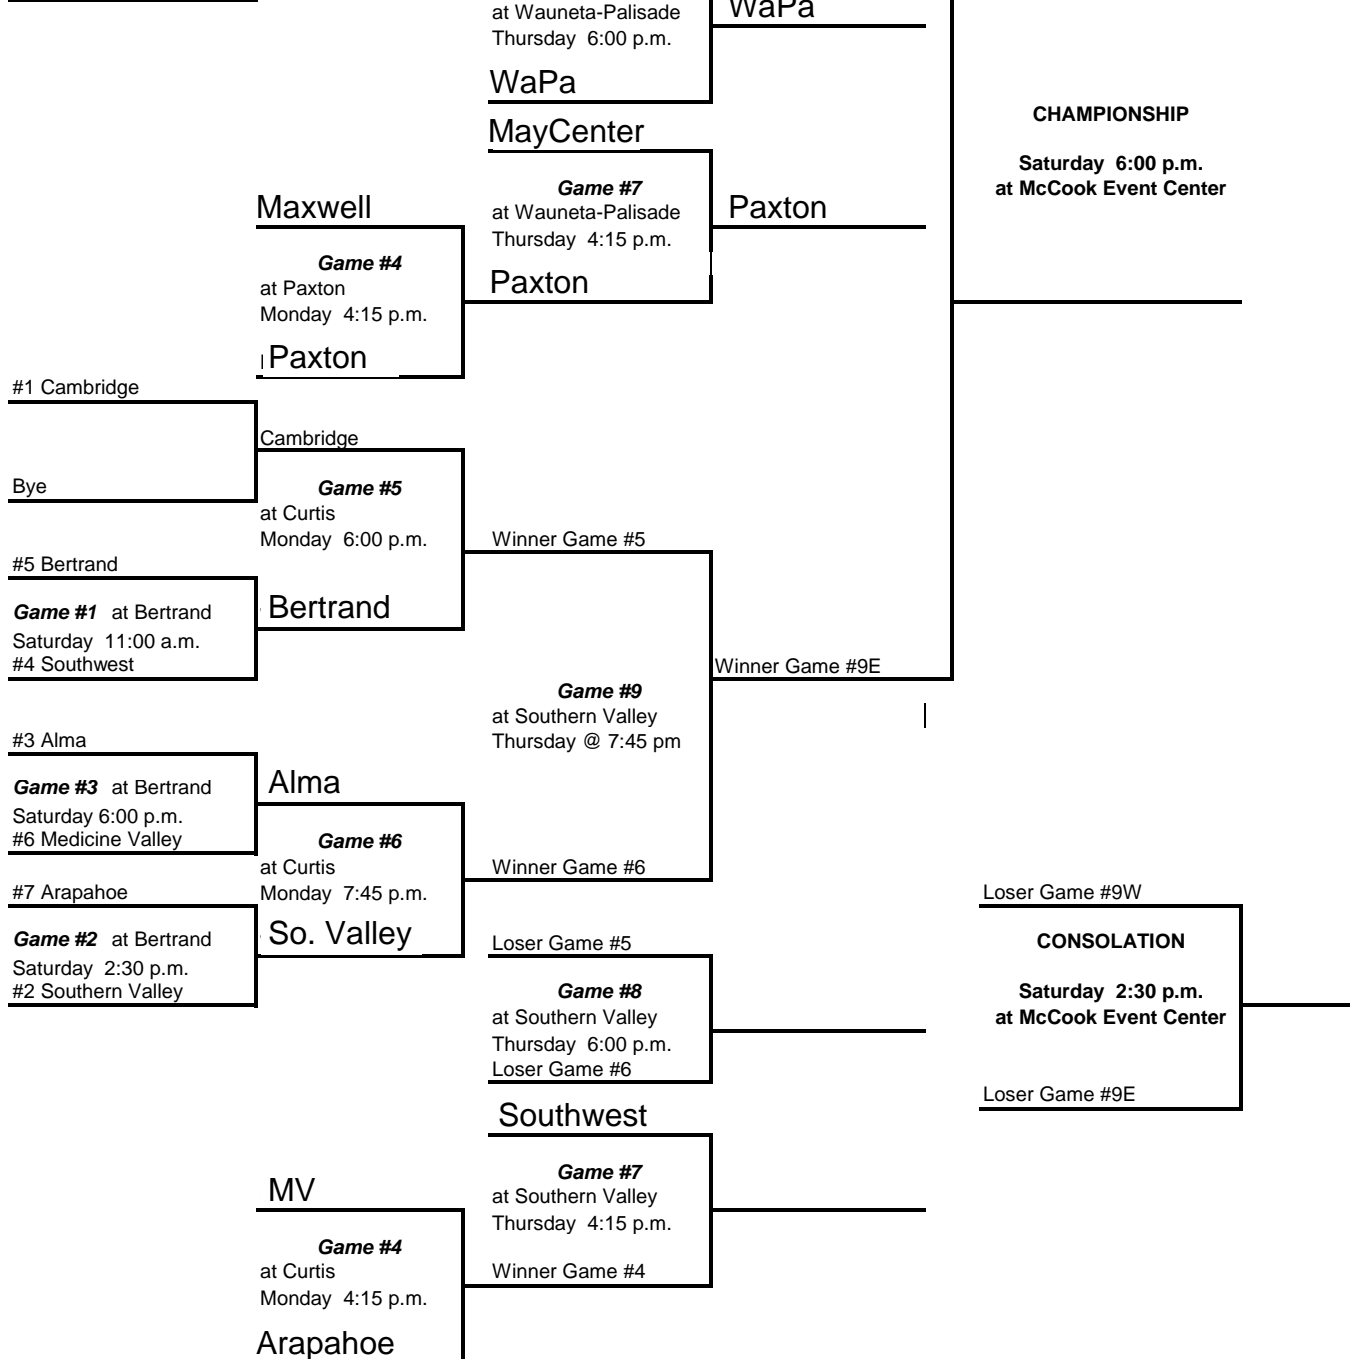 at Wauneta-Palisade
WaPa
Thursday 6:00 p.m.
WaPa
CHAMPIONSHIP
MayCenter
Saturday 6:00 p.m.
at McCook Event Center
Game #7
at Wauneta-Palisade
Thursday 4:15 p.m.
Maxwell
Paxton
Game #4
at Paxton
Monday 4:15 p.m.
Paxton
Paxton
#1 Cambridge
Cambridge
Bye
Game #5
at Curtis
Monday 6:00 p.m.
Winner Game #5
#5 Bertrand
Game #1 at Bertrand
Saturday 11:00 a.m.
#4 Southwest
Bertrand
Winner Game #9E
Game #9
at Southern Valley
Thursday @ 7:45 pm
#3 Alma
Game #3 at Bertrand
Saturday 6:00 p.m.
#6 Medicine Valley
Alma
Game #6
at Curtis
Monday 7:45 p.m.
Winner Game #6
#7 Arapahoe
Game #2 at Bertrand
Saturday 2:30 p.m.
#2 Southern Valley
So. Valley
Loser Game #5
Game #8
at Southern Valley
Thursday 6:00 p.m.
Loser Game #6
Loser Game #9W
CONSOLATION
Saturday 2:30 p.m.
at McCook Event Center
Loser Game #9E
Southwest
Game #7
at Southern Valley
Thursday 4:15 p.m.
MV
Game #4
at Curtis
Monday 4:15 p.m.
Winner Game #4
Arapahoe